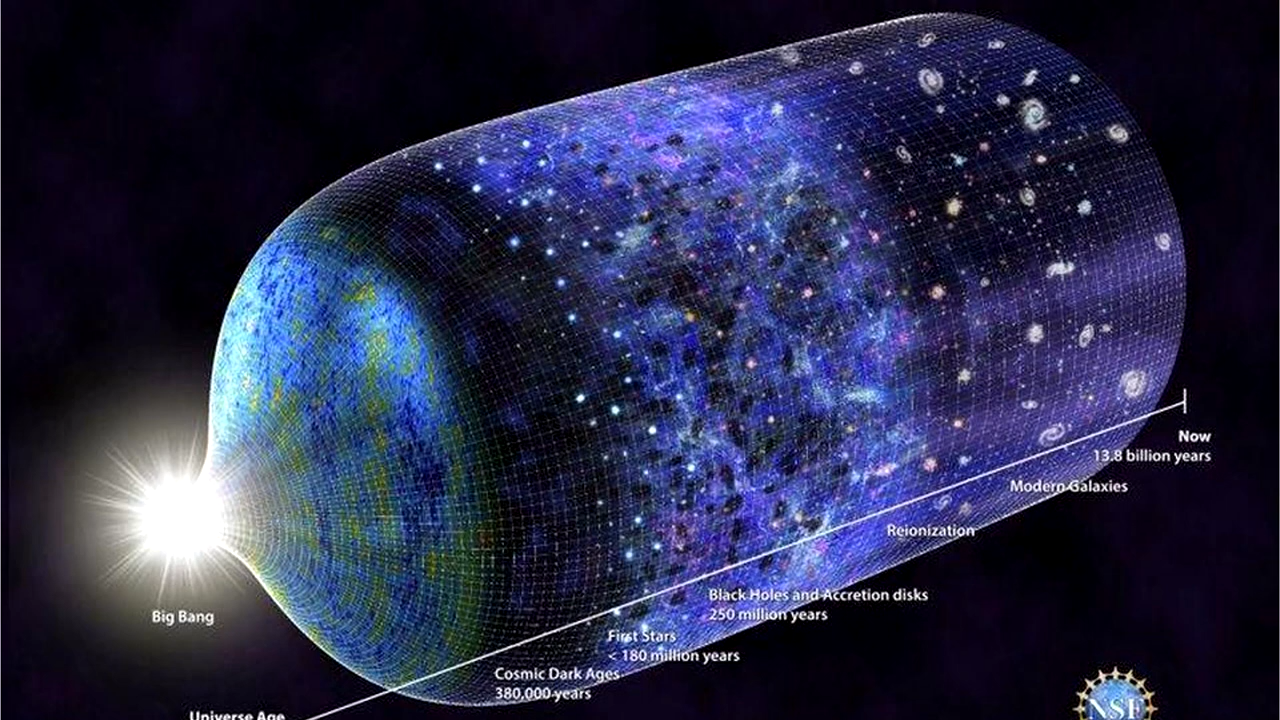 Big Bang
Universe Age
Cosmic Dark Ages
380,000 years
First Stars
< 180 million years
Black Holes and Accretion disks
250 million years
Reionization
Modern Galaxies
Now
13.8 billion years
NSF